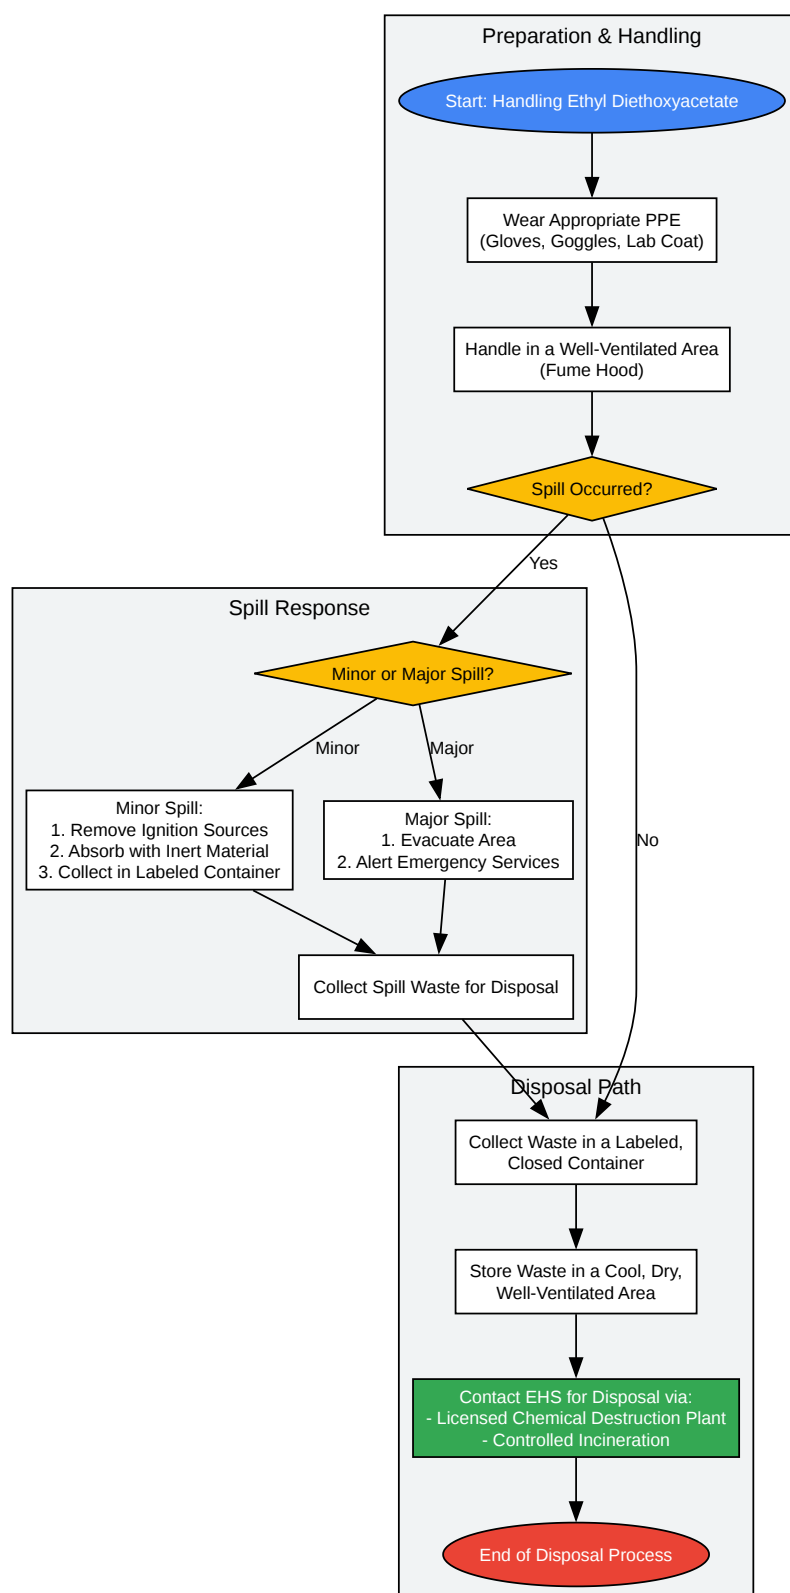 Preparation & Handling
Start: Handling Ethyl Diethoxyacetate
Wear Appropriate PPE
(Gloves, Goggles, Lab Coat)
Handle in a Well-Ventilated Area
(Fume Hood)
Spill Occurred?
Yes
Spill Response
Minor or Major Spill?
Minor
Major
Minor Spill:
1. Remove Ignition Sources
2. Absorb with Inert Material
3. Collect in Labeled Container
Major Spill:
1. Evacuate Area
2. Alert Emergency Services
No
Collect Spill Waste for Disposal
Disposal Path
Collect Waste in a Labeled,
Closed Container
Store Waste in a Cool, Dry,
Well-Ventilated Area
Contact EHS for Disposal via:
- Licensed Chemical Destruction Plant
- Controlled Incineration
End of Disposal Process